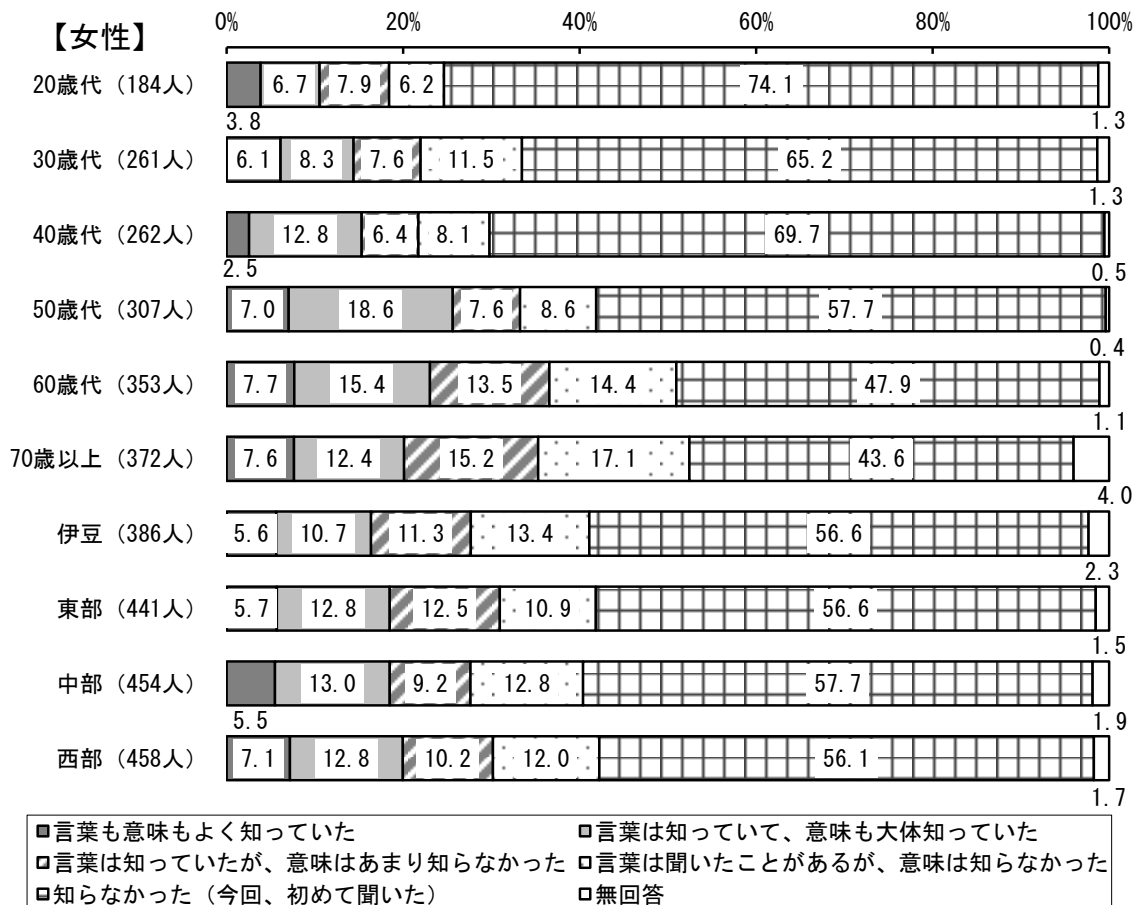 【女性】
0% 20% 40% 60% 80% 100%
20歳代（184人） 6.7 7.9 6.2 74.1
3.8 1.3
30歳代（261人） 6.1 8.3 7.6 11.5 65.2
1.3
40歳代（262人） 12.8 6.4 8.1 69.7
2.5 0.5
50歳代（307人） 7.0 18.6 7.6 8.6 57.7
0.4
60歳代（353人） 7.7 15.4 13.5 14.4 47.9
1.1
70歳以上（372人） 7.6 12.4 15.2 17.1 43.6
4.0
伊豆（386人） 5.6 10.7 11.3 13.4 56.6
2.3
東部（441人） 5.7 12.8 12.5 10.9 56.6
1.5
中部（454人） 13.0 9.2 12.8 57.7
5.5 1.9
西部（458人） 7.1 12.8 10.2 12.0 56.1
1.7
言葉も意味もよく知っていた 言葉は知っていて、意味も大体知っていた
言葉は知っていたが、意味はあまり知らなかった 言葉は聞いたことがあるが、意味は知らなかった
知らなかった（今回、初めて聞いた） 無回答